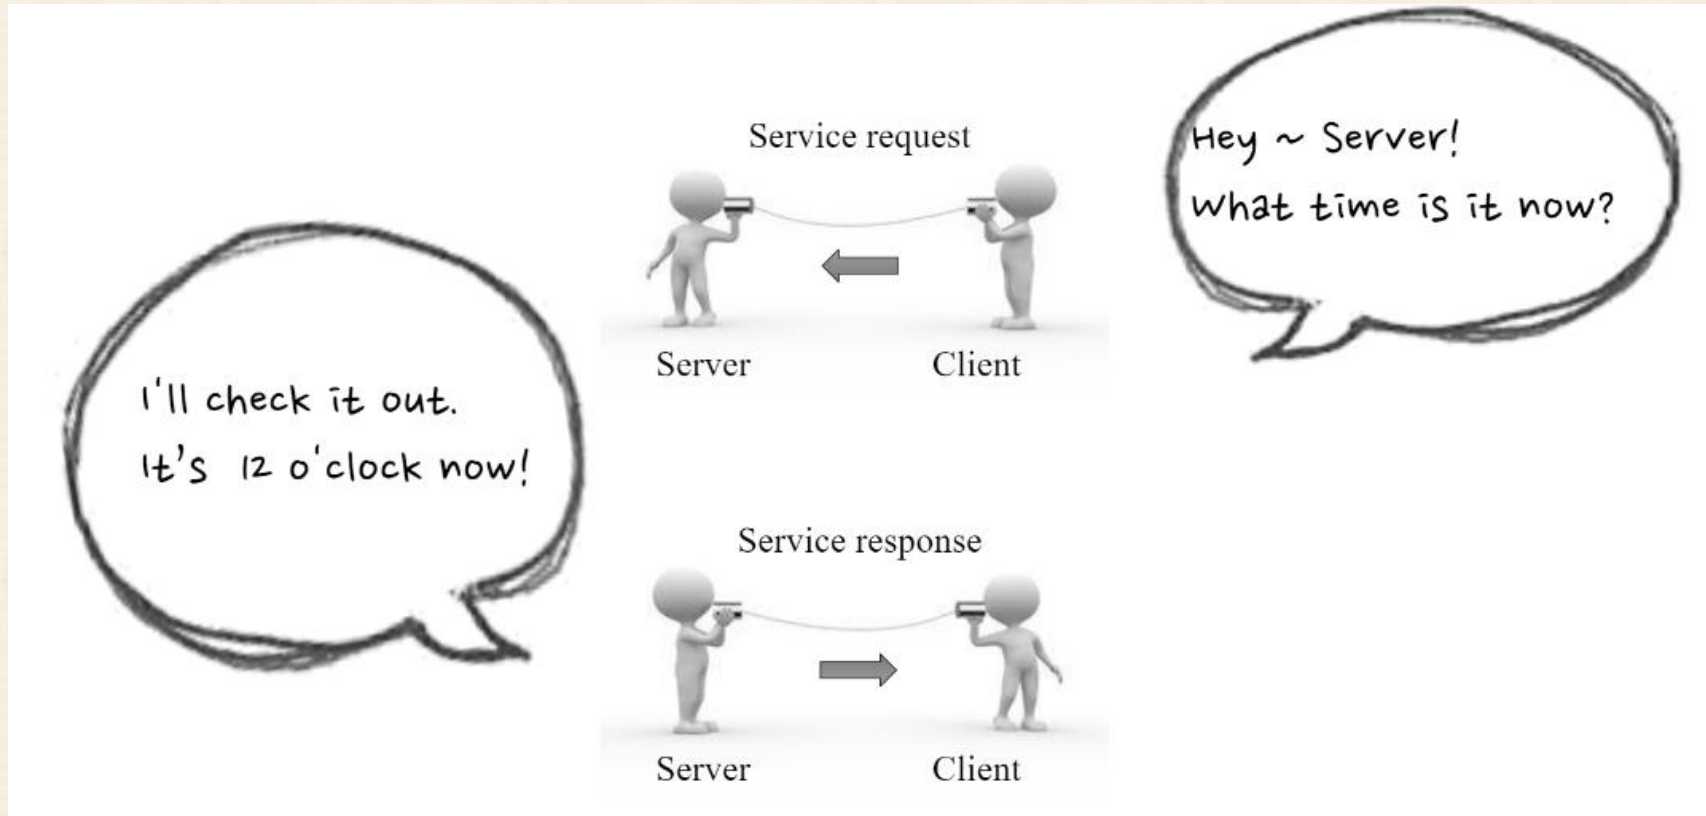 Service request
Hey ~ Server!
What time is it now?
Server
Client
I'll check it out.
It's 12 o'clock now!
Service response
Server
Client